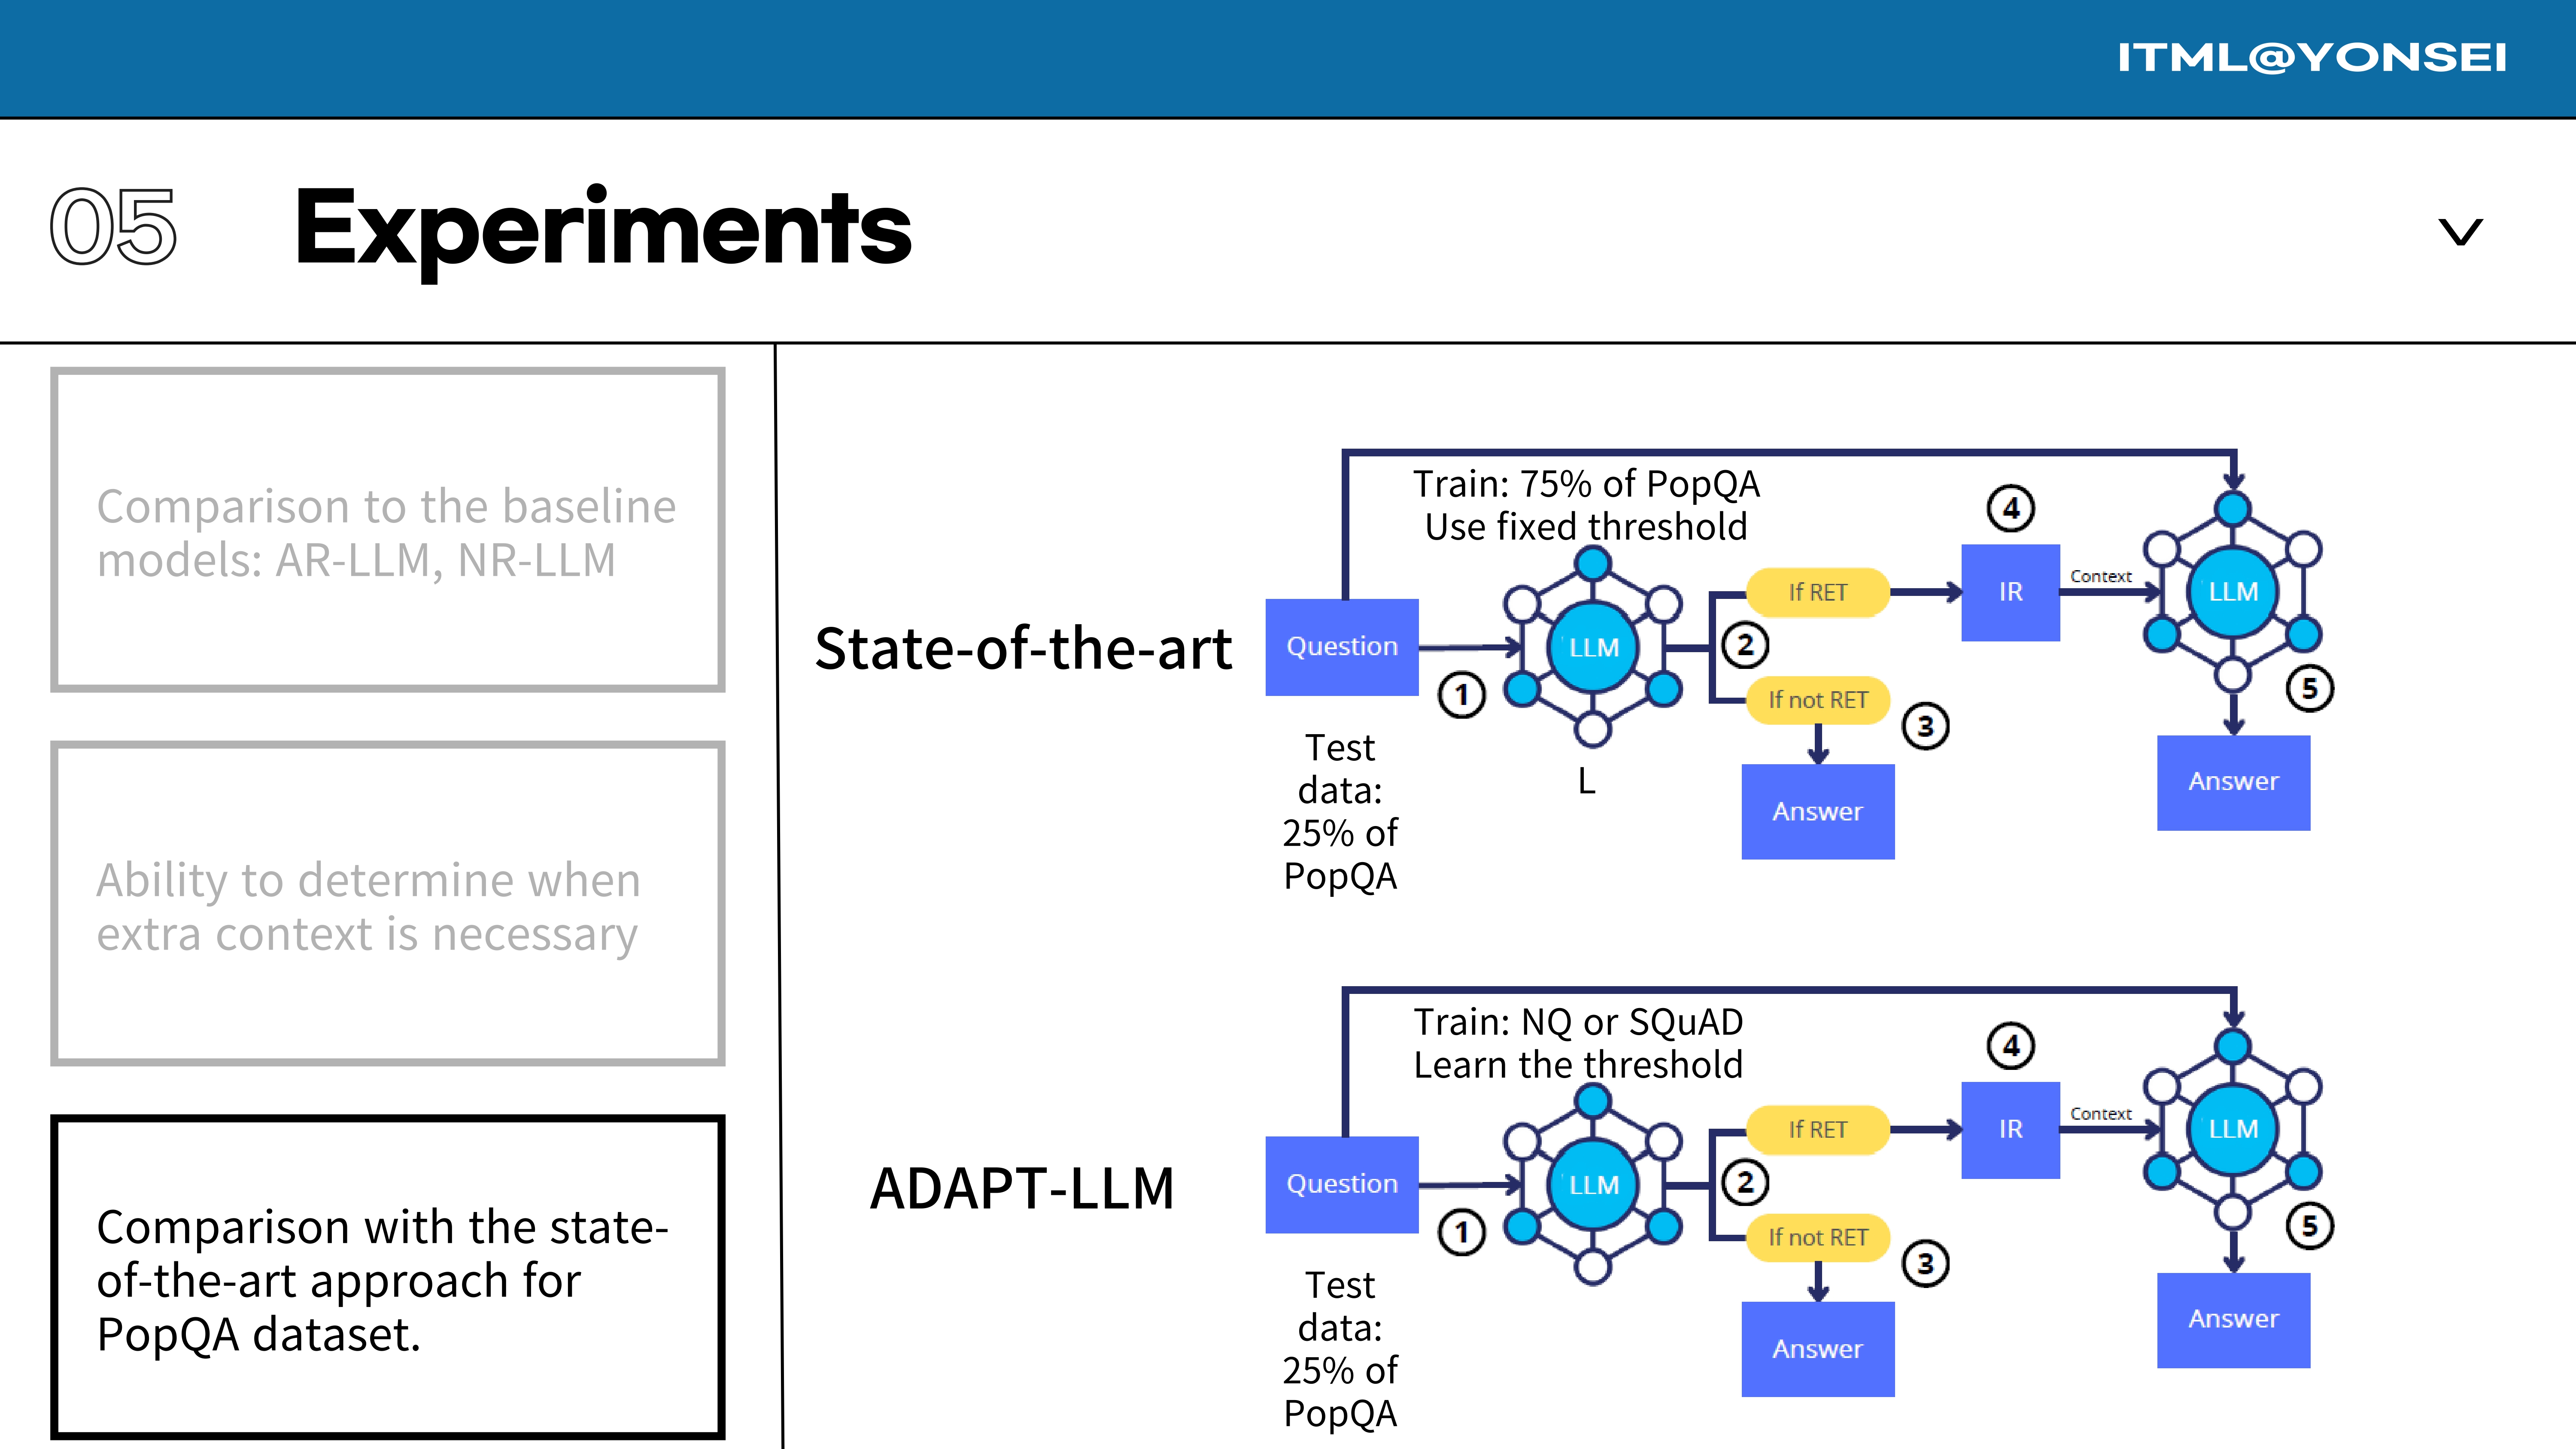 ITML@YONSEI
05 Experiments
Comparison to the baseline
models: AR-LLM, NR-LLM
Ability to determine when
extra context is necessary
Comparison with the state-
of-the-art approach for
PopQA dataset.
State-of-the-art
Train: 75% of PopQA
Use fixed threshold
Question
1
LLM
L
2
If RET
If not RET
3
Answer
4
IR
Context
LLM
5
Answer
Test
data:
25% of
PopQA
ADAPT-LLM
Train: NQ or SQuAD
Learn the threshold
Question
1
LLM
2
If RET
If not RET
3
Answer
4
IR
Context
LLM
5
Answer
Test
data:
25% of
PopQA